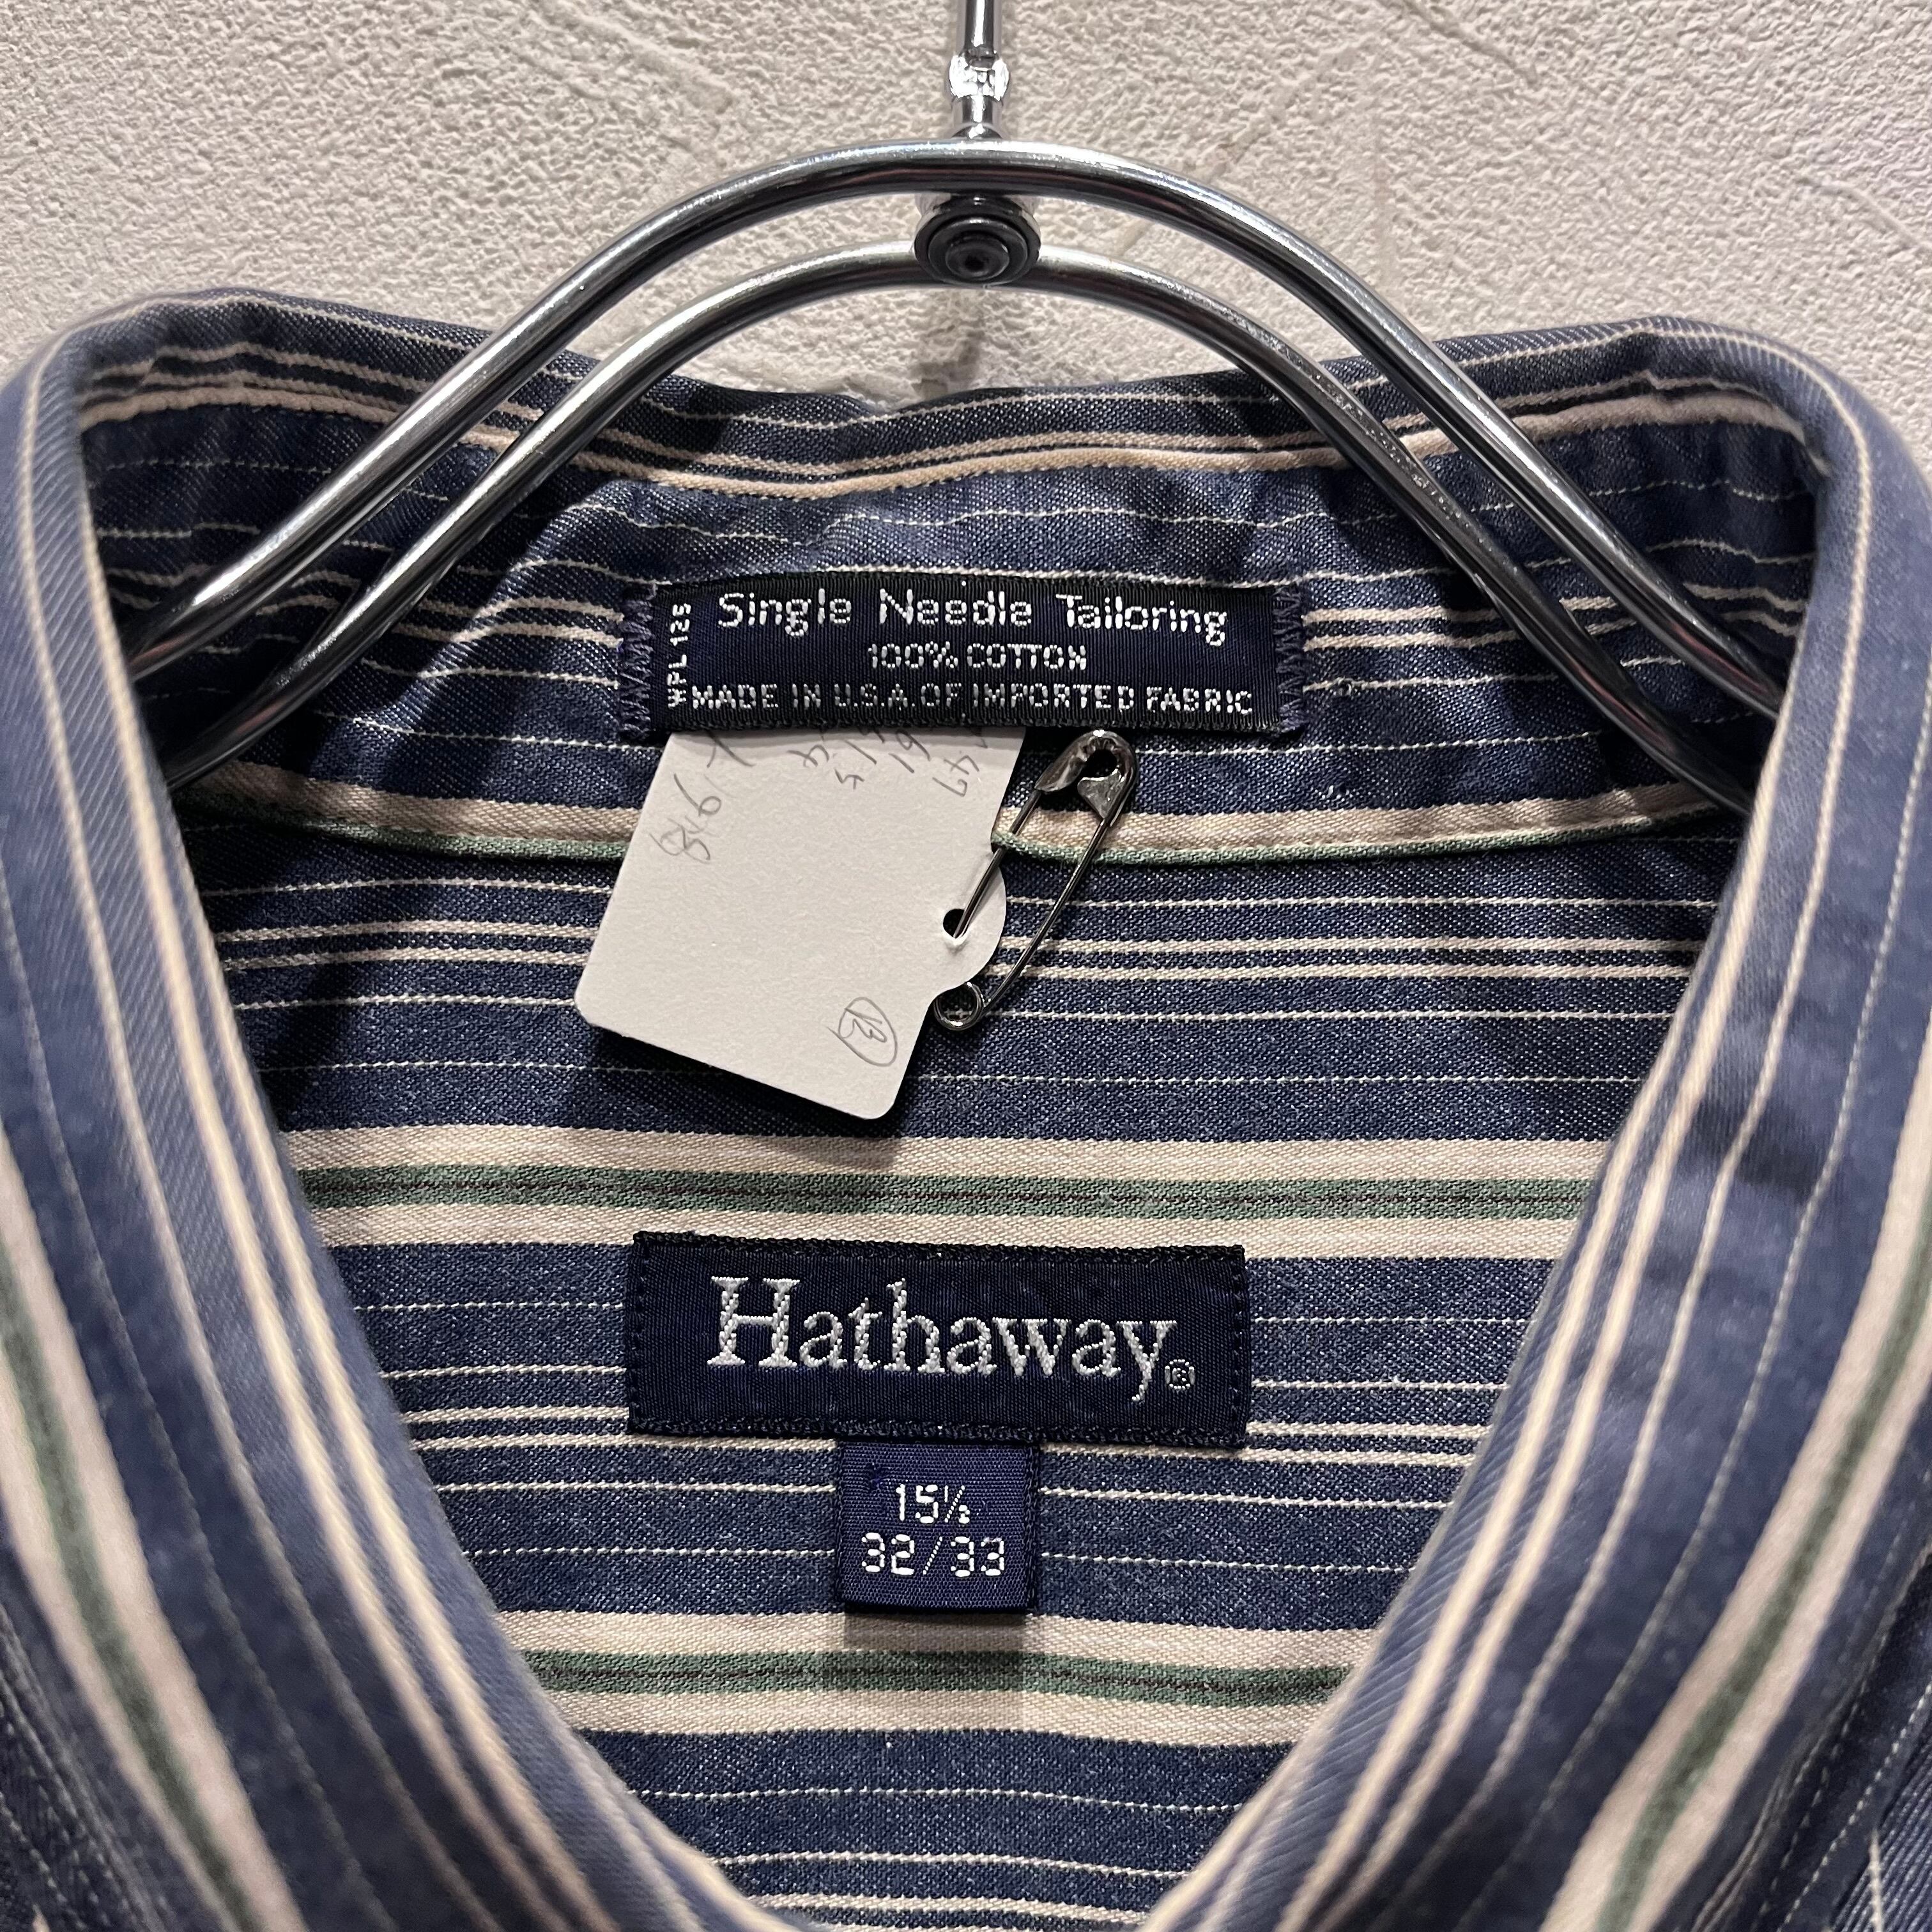 WPL 125
Single Needle Tailoring
100% COTTON
MADE IN U.S.A. OF IMPORTED FABRIC
Hathaway®
15½
32/33